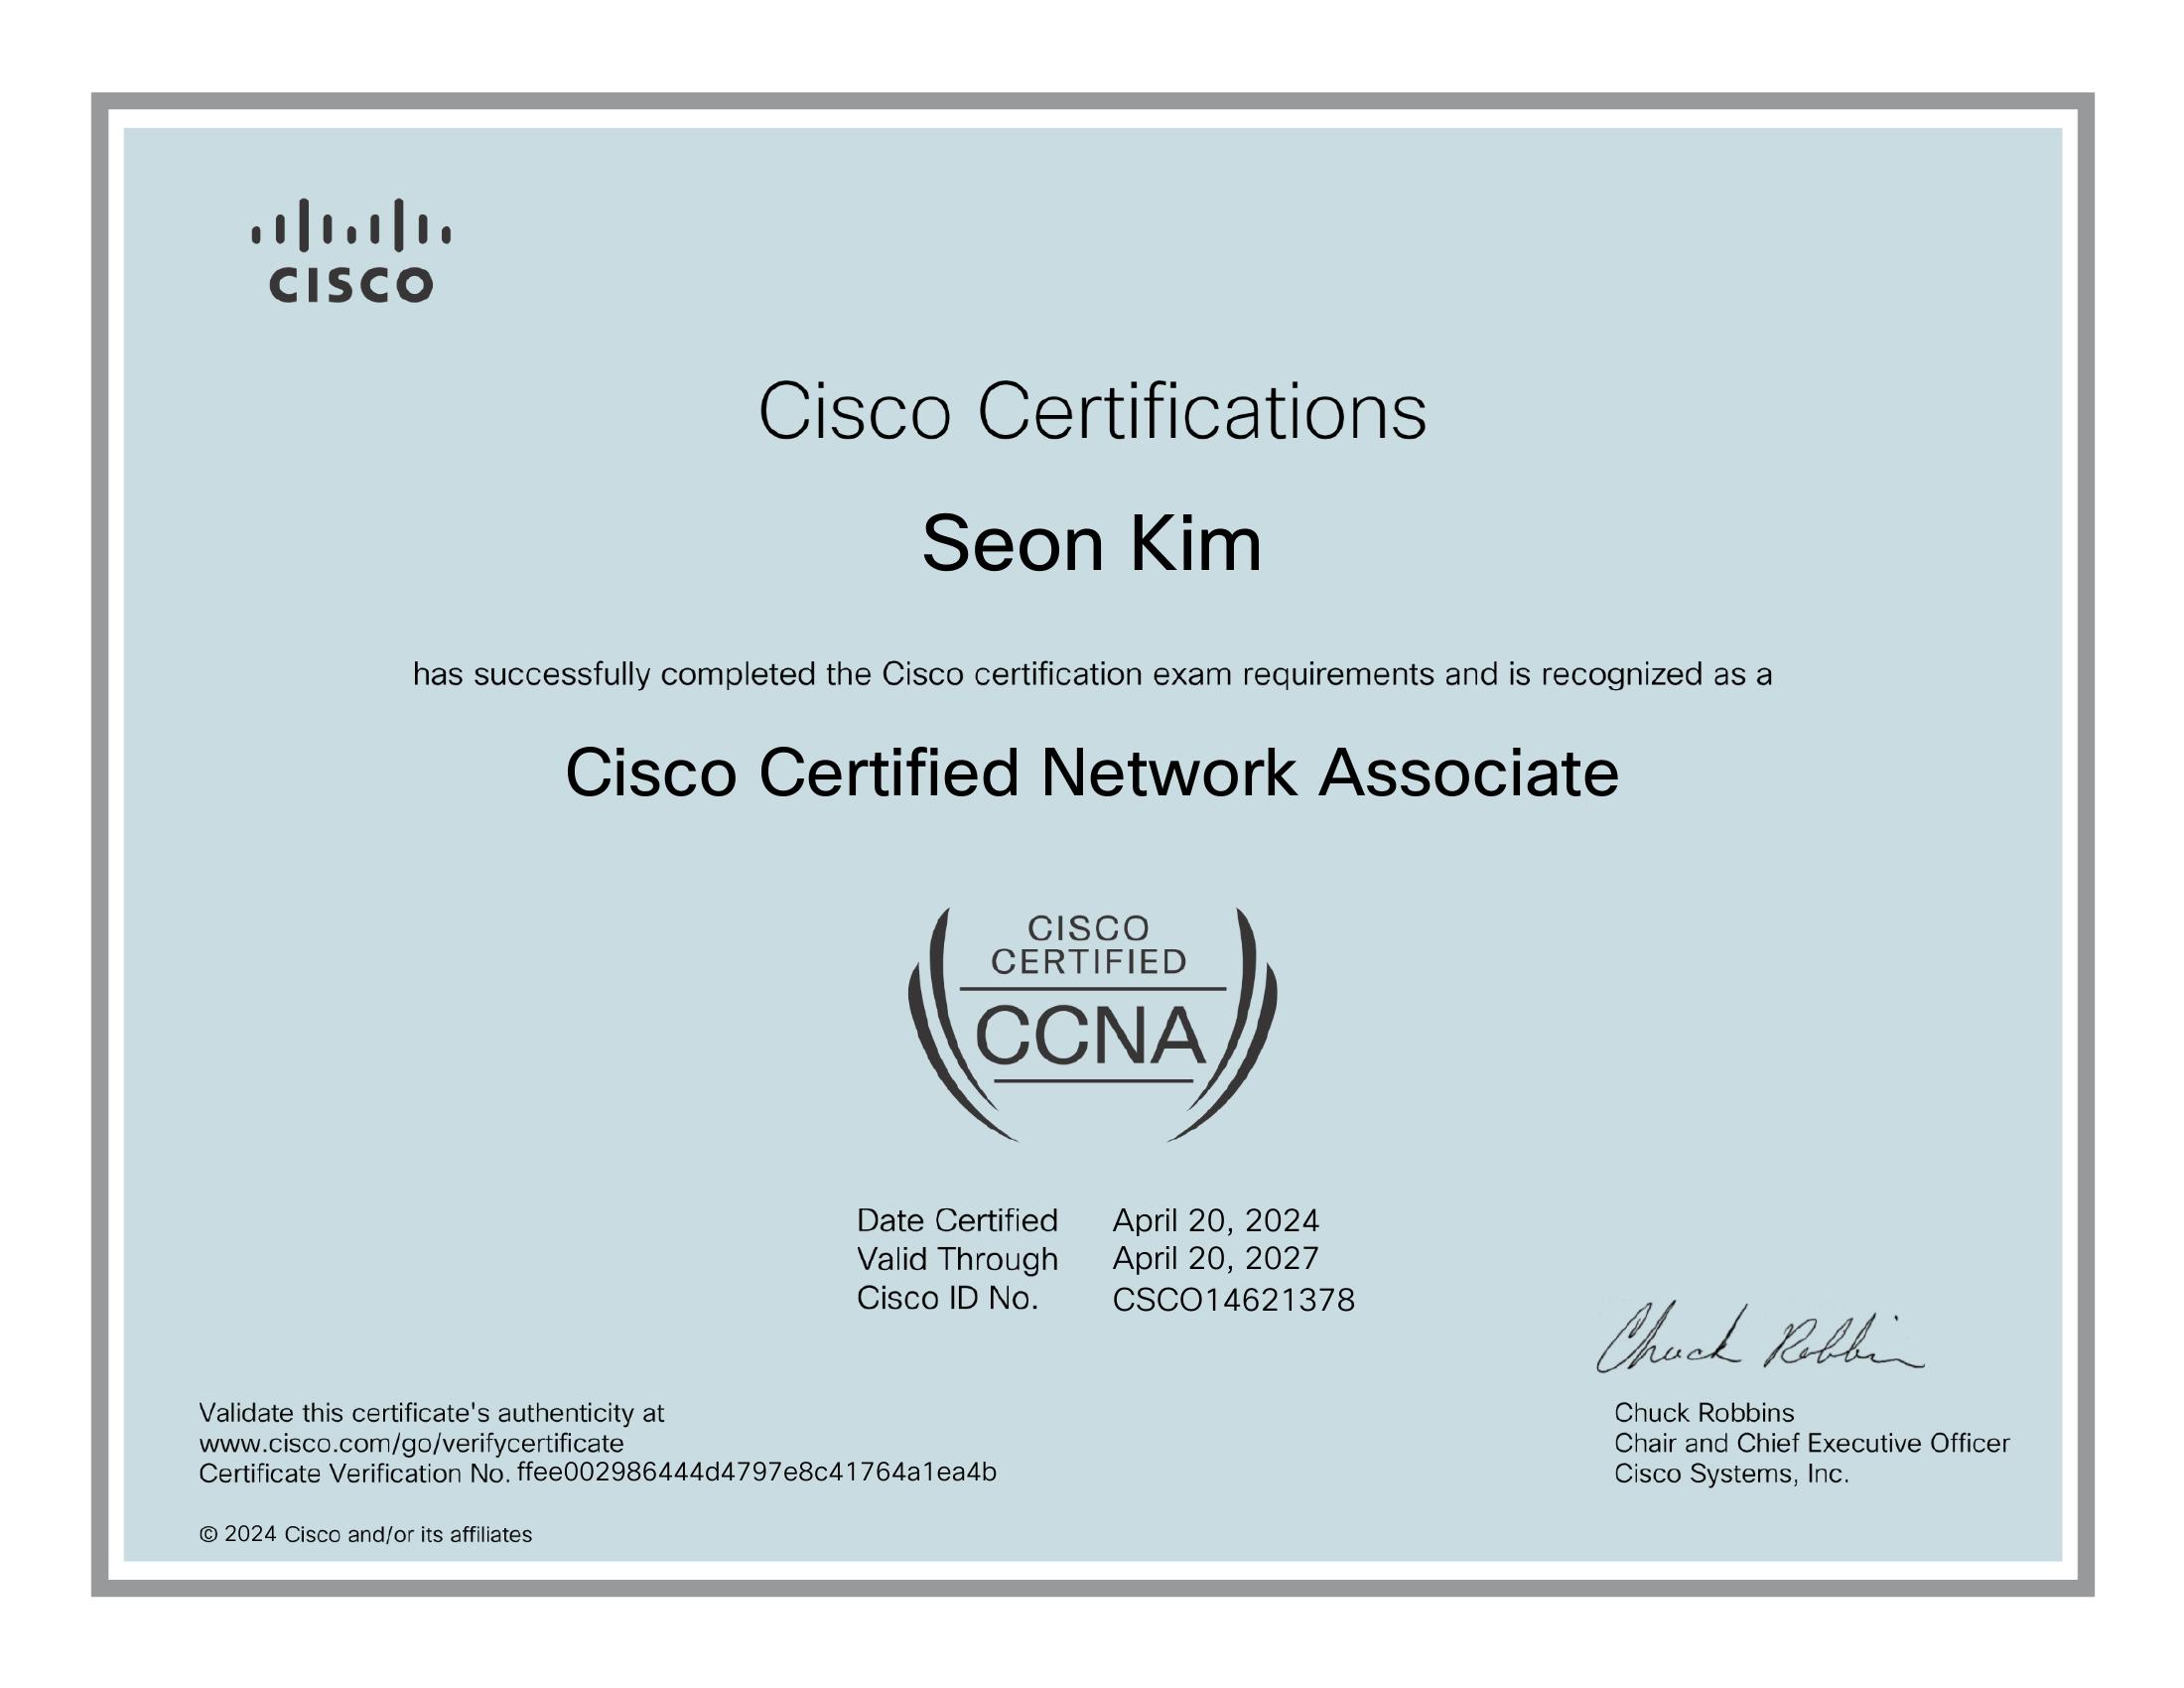 CISCO
Cisco Certifications
Seon Kim
has successfully completed the Cisco certification exam requirements and is recognized as a
Cisco Certified Network Associate
CISCO
CERTIFIED
CCNA
Date Certified April 20, 2024
Valid Through April 20, 2027
Cisco ID No. CSCO14621378
Chuck Robbins
Validate this certificate's authenticity at
www.cisco.com/go/verifycertificate
Certificate Verification No. ffee002986444d4797e8c41764a1ea4b
Chuck Robbins
Chair and Chief Executive Officer
Cisco Systems, Inc.
© 2024 Cisco and/or its affiliates